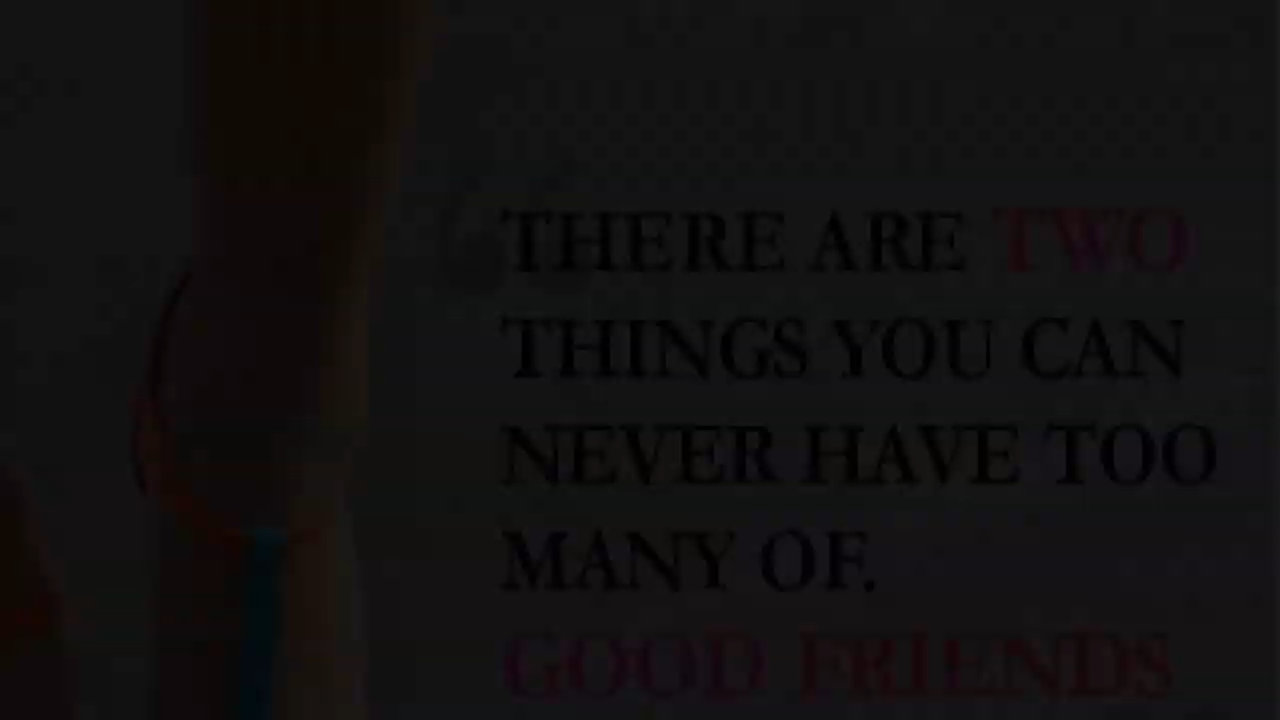 THERE ARE TWO
THINGS YOU CAN
NEVER HAVE TOO
MANY OF.
GOOD FRIENDS